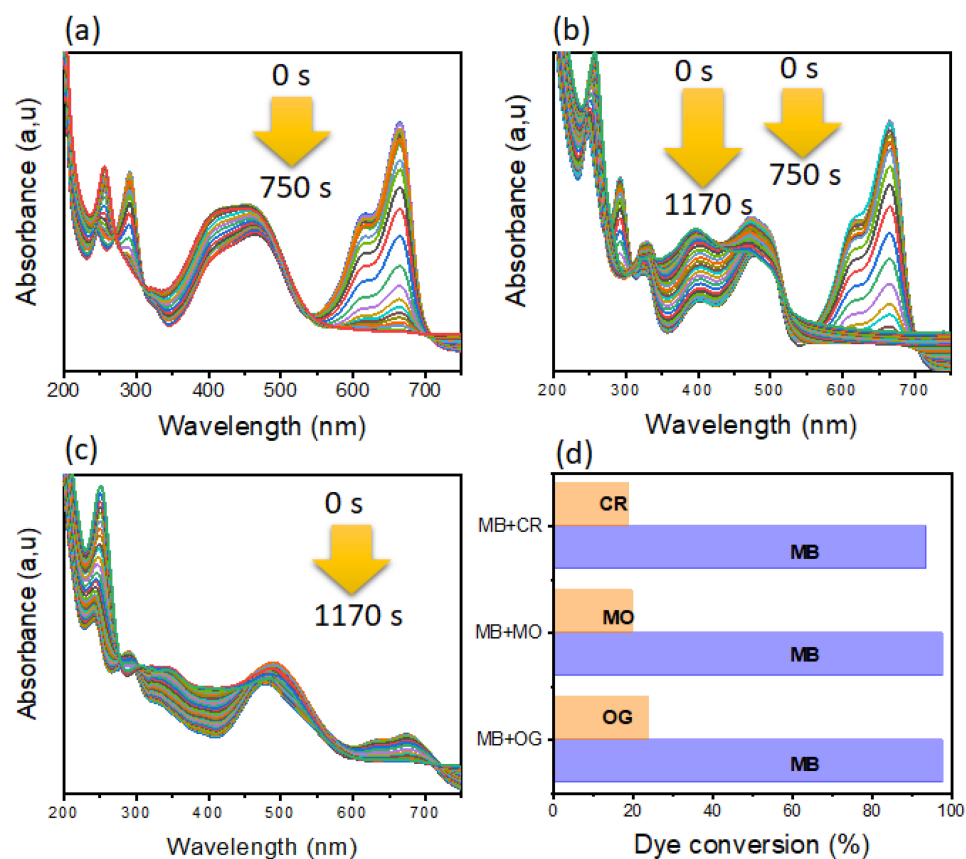 (a)
0 s
750 s
Absorbance (a,u)
200 300 400 500 600 700
Wavelength (nm)
(b)
0 s 0 s
1170 s 750 s
Absorbance (a,u)
200 300 400 500 600 700
Wavelength (nm)
(c)
0 s
1170 s
Absorbance (a,u)
200 300 400 500 600 700
Wavelength (nm)
(d)
MB+CR
CR
MB
MB+MO
MO
MB
MB+OG
OG
MB
0 20 40 60 80 100
Dye conversion (%)